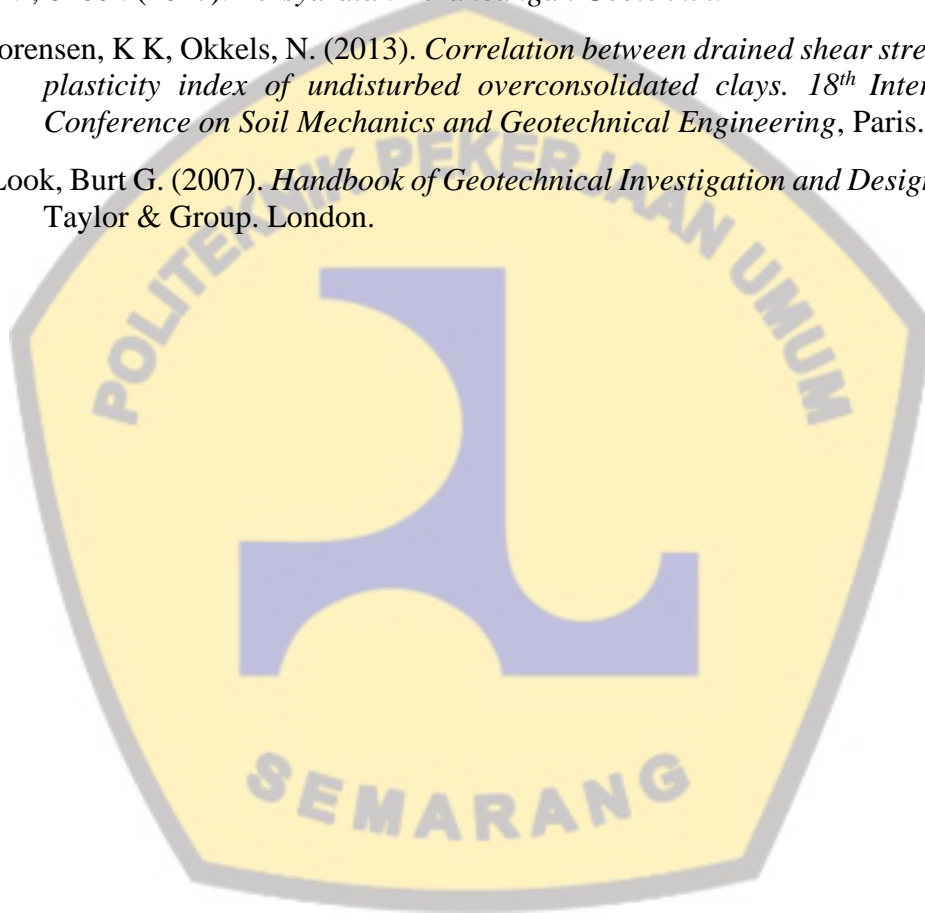 orensen, K K, Okkels, N. (2013). Correlation between drained shear stre
plasticity index of undisturbed overconsolidated clays. 18th Inter
Conference on Soil Mechanics and Geotechnical Engineering, Paris.
Look, Burt G. (2007). Handbook of Geotechnical Investigation and Design
Taylor & Group. London.
POLITEKNIK PEKERJAAN UMUM
SEMARANG